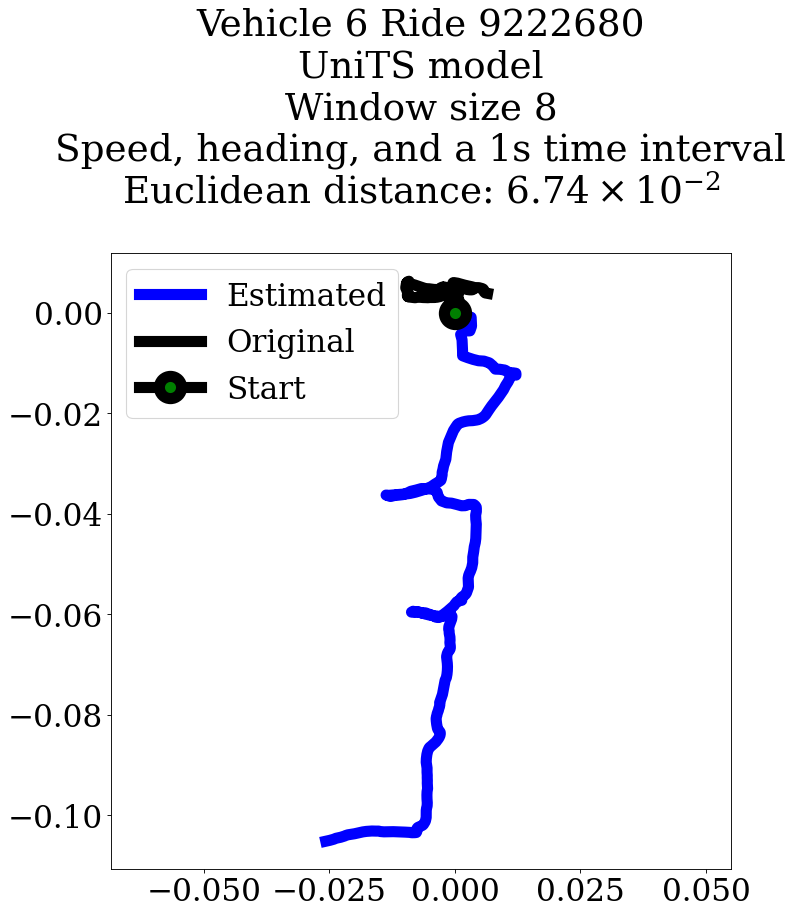 Vehicle 6 Ride 9222680
UniTS model
Window size 8
Speed, heading, and a 1s time interval
Euclidean distance: 6.74 × 10⁻²
Estimated
Original
Start
0.00
−0.02
−0.04
−0.06
−0.08
−0.10
−0.050 −0.025 0.000 0.025 0.050